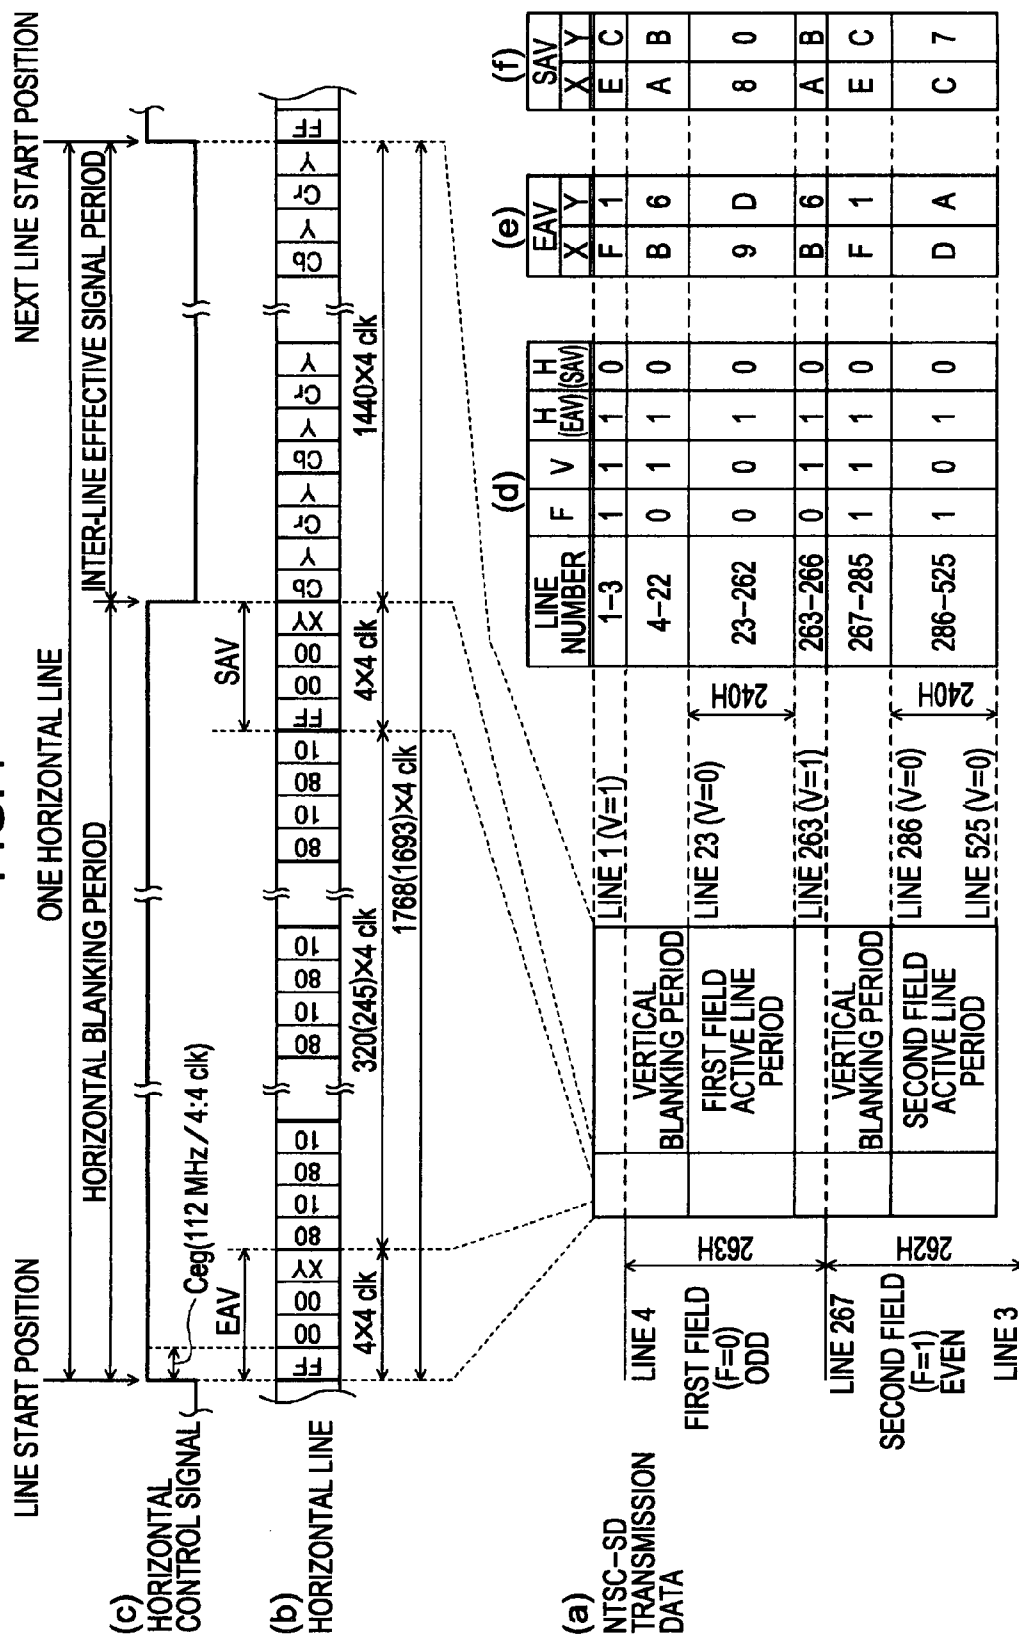 LINE START POSITION
NEXT LINE START POSITION
ONE HORIZONTAL LINE
HORIZONTAL BLANKING PERIOD
INTER-LINE EFFECTIVE SIGNAL PERIOD
(c)
HORIZONTAL
CONTROL SIGNAL
Ceg(112 MHz/4:4 clk)
EAV
SAV
(b)
HORIZONTAL LINE
FF 00 00 XY 80 10 80 10 80 10 80 10 80 10 80 10 FF 00 00 XY Cb Y Cr Y Cb Y Cr Y Cb Y Cr Y FF
4×4 clk
320(245)×4 clk
4×4 clk
1440×4 clk
1768(1693)×4 clk
(a)
NTSC-SD
TRANSMISSION
DATA
LINE 4
FIRST FIELD
(F=0)
ODD
263H
LINE 267
SECOND FIELD
(F=1)
EVEN
262H
LINE 3
VERTICAL
BLANKING PERIOD
FIRST FIELD
ACTIVE LINE
PERIOD
VERTICAL
BLANKING PERIOD
SECOND FIELD
ACTIVE LINE
PERIOD
LINE 1 (V=1)
LINE 23 (V=0)
240H
LINE 263 (V=1)
LINE 286 (V=0)
240H
LINE 525 (V=0)
(d)
LINE NUMBER F V H (EAV) H (SAV)
1-3 1 1 1 0
4-22 0 1 1 0
23-262 0 0 1 0
263-266 0 1 1 0
267-285 1 1 1 0
286-525 1 0 1 0
(e)
EAV
X Y
F 1
B 6
9 D
B 6
F 1
D A
(f)
SAV
X Y
E C
A B
8 0
A B
E C
C 7